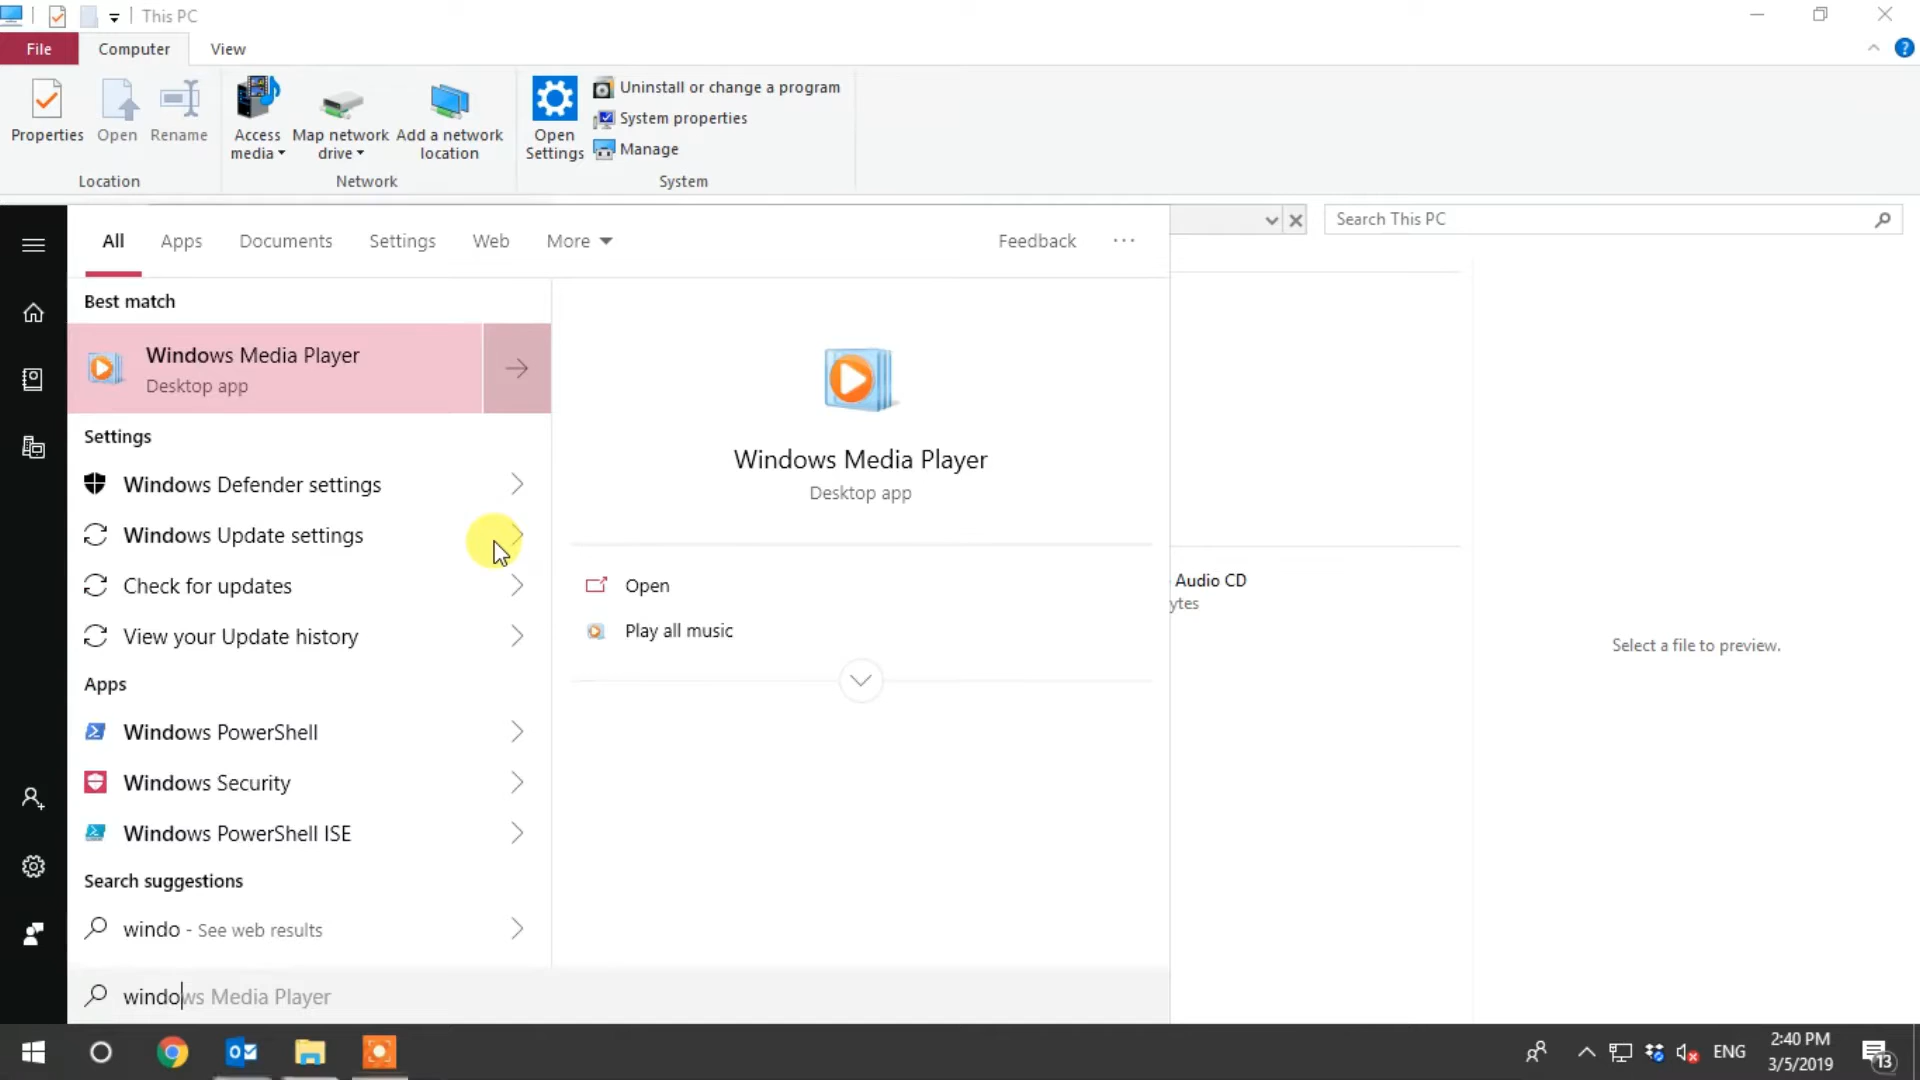 This PC
File
Computer
View
Properties
Open
Rename
Access media
Map network drive
Add a network location
Open Settings
Uninstall or change a program
System properties
Manage
Location
Network
System
Search This PC
All
Apps
Documents
Settings
Web
More
Feedback
Best match
Windows Media Player
Desktop app
Settings
Windows Defender settings
Windows Update settings
Check for updates
View your Update history
Apps
Windows PowerShell
Windows Security
Windows PowerShell ISE
Search suggestions
windo - See web results
windows Media Player
Windows Media Player
Desktop app
Open
Play all music
Audio CD
ytes
Select a file to preview.
ENG
2:40 PM
3/5/2019
13